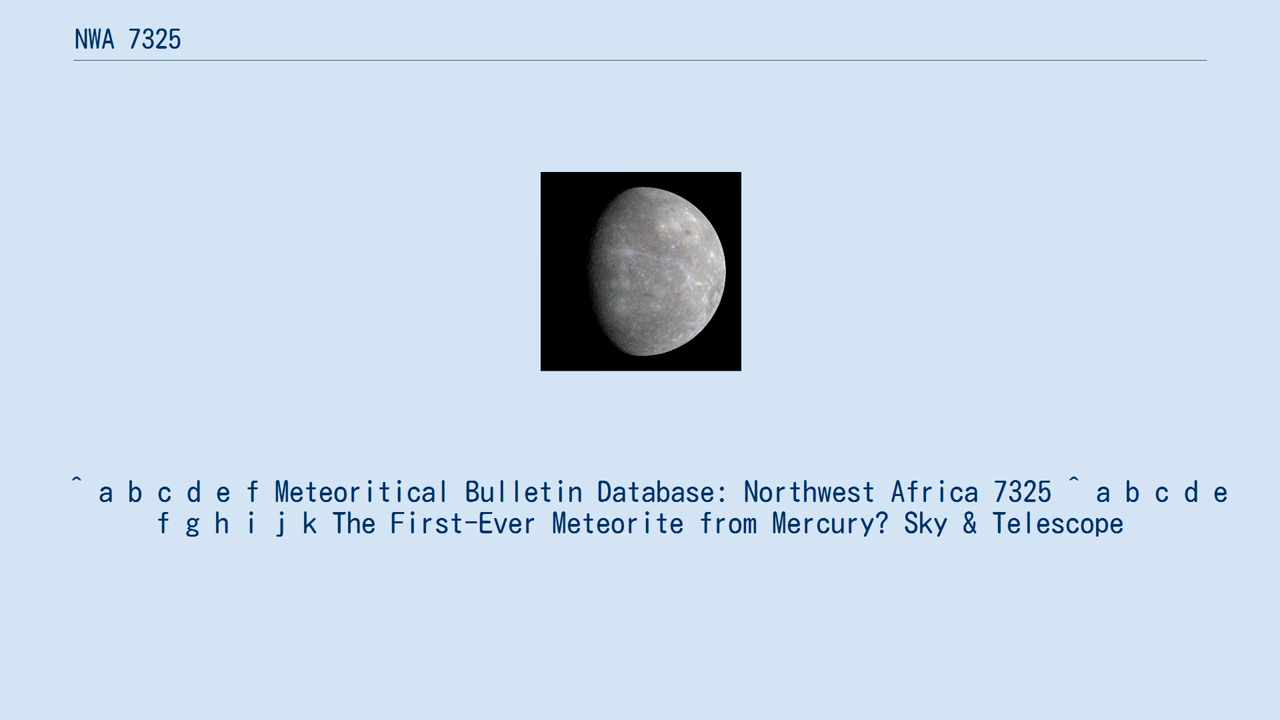 NWA 7325
^ a b c d e f Meteoritical Bulletin Database: Northwest Africa 7325 ^ a b c d e
f g h i j k The First-Ever Meteorite from Mercury? Sky & Telescope